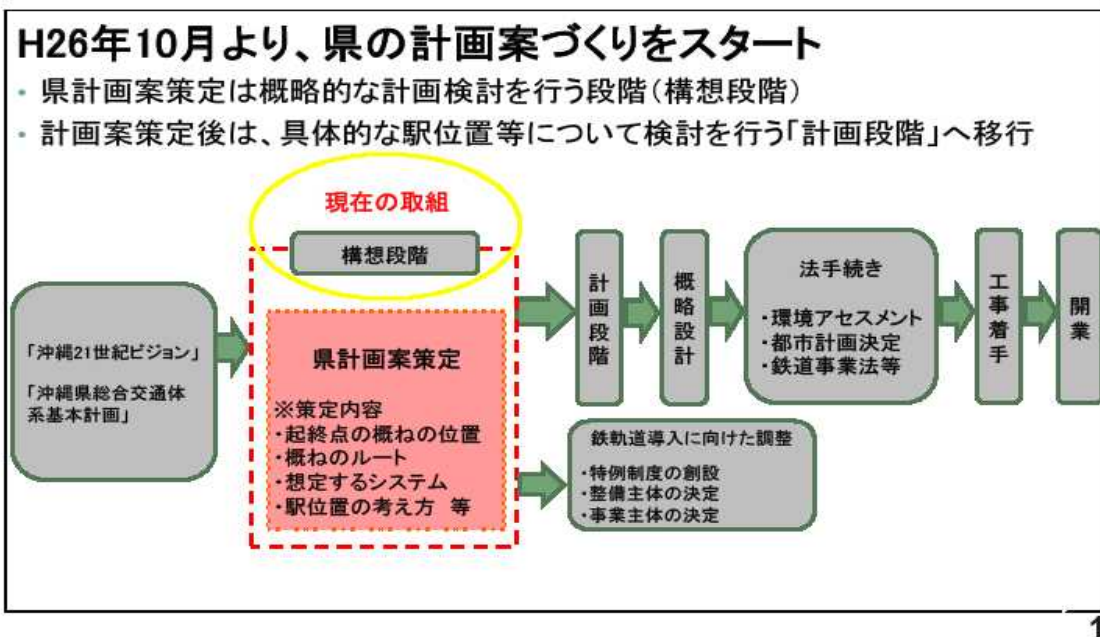 H26年10月より、県の計画案づくりをスタート
・県計画案策定は概略的な計画検討を行う段階(構想段階)
・計画案策定後は、具体的な駅位置等について検討を行う「計画段階」へ移行
「沖縄21世紀ビジョン」
「沖縄県総合交通体
系基本計画」
現在の取組
構想段階
県計画案策定
※策定内容
・起終点の概ねの位置
・概ねのルート
・想定するシステム
・駅位置の考え方 等
計画段階
概略設計
法手続き
・環境アセスメント
・都市計画決定
・鉄道事業法等
工事着手
開業
鉄軌道導入に向けた調整
・特例制度の創設
・整備主体の決定
・事業主体の決定
1